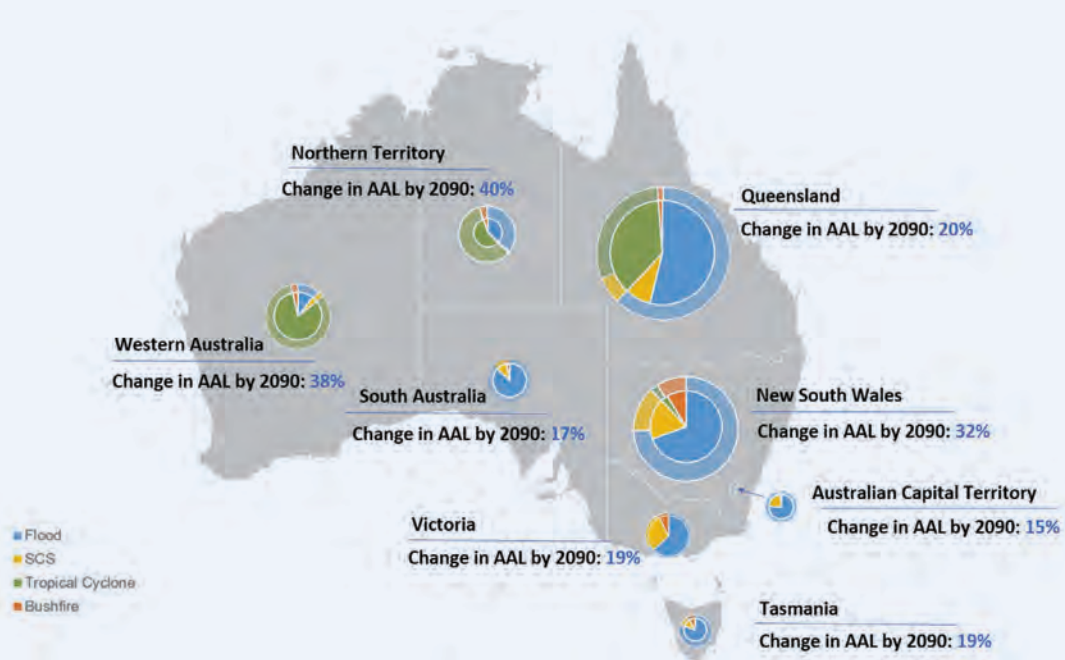 Northern Territory
Change in AAL by 2090: 40%
Queensland
Change in AAL by 2090: 20%
Western Australia
Change in AAL by 2090: 38%
South Australia
Change in AAL by 2090: 17%
New South Wales
Change in AAL by 2090: 32%
Australian Capital Territory
Change in AAL by 2090: 15%
Victoria
Change in AAL by 2090: 19%
Flood
SCS
Tropical Cyclone
Bushfire
Tasmania
Change in AAL by 2090: 19%